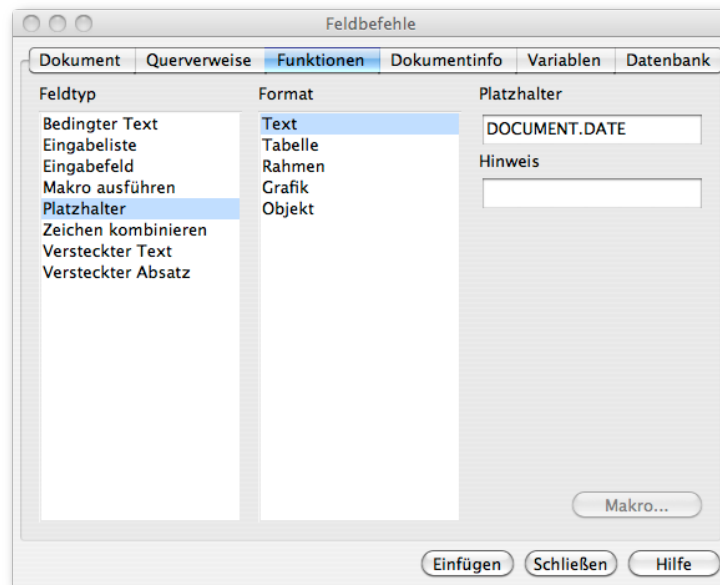 Feldbefehle
Dokument Querverweise Funktionen Dokumentinfo Variablen Datenbank
Feldtyp
Bedingter Text
Eingabeliste
Eingabefeld
Makro ausführen
Platzhalter
Zeichen kombinieren
Versteckter Text
Versteckter Absatz
Format
Text
Tabelle
Rahmen
Grafik
Objekt
Platzhalter
DOCUMENT.DATE
Hinweis
Makro...
Einfügen Schließen Hilfe